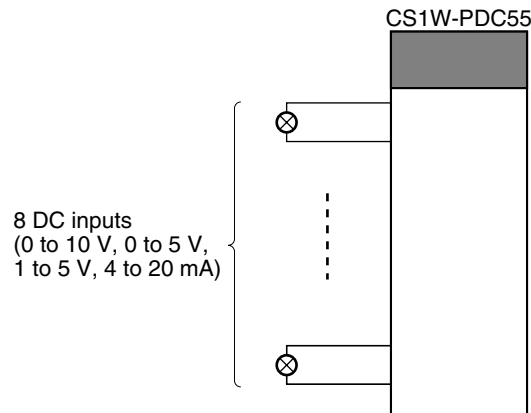 CS1W-PDC55
8 DC inputs
(0 to 10 V, 0 to 5 V,
1 to 5 V, 4 to 20 mA)